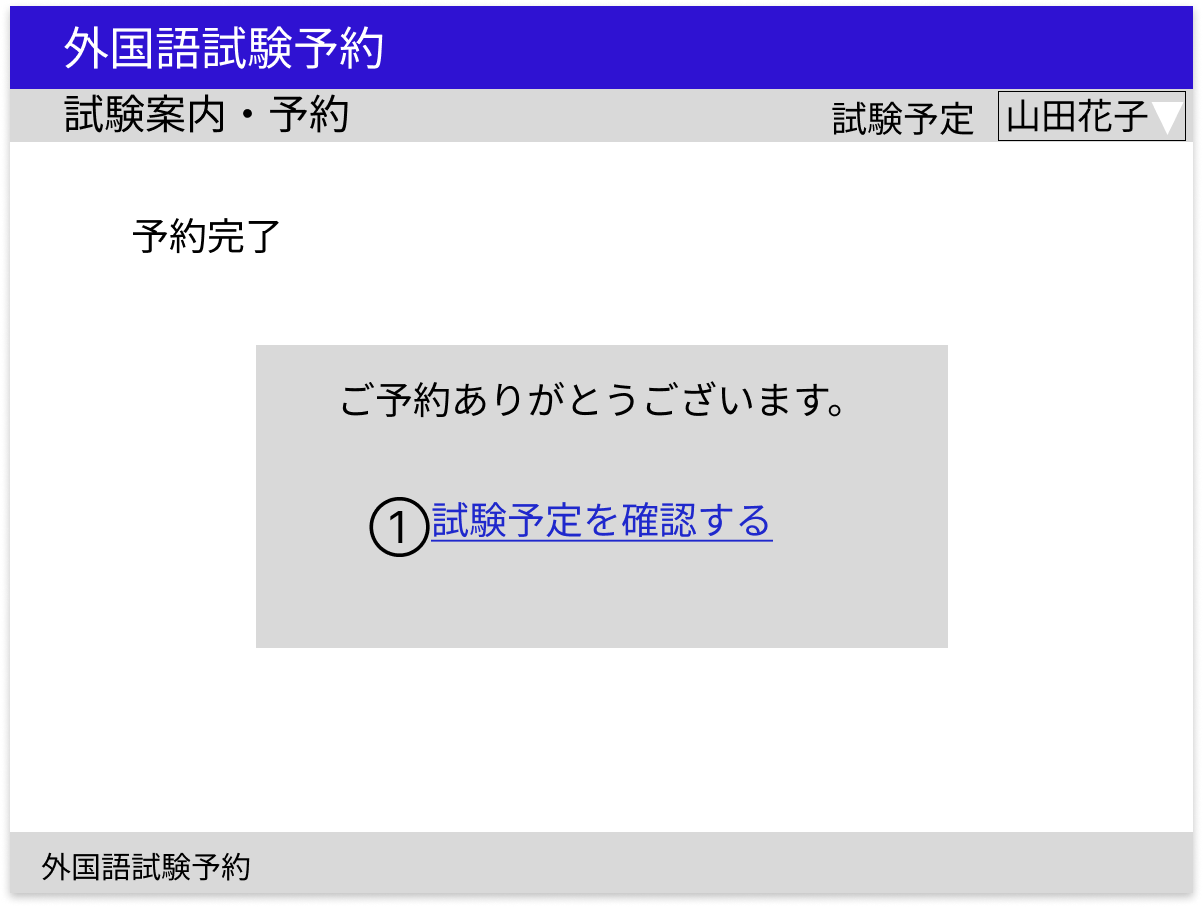 外国語試験予約
試験案内・予約
試験予定
山田花子▼
予約完了
ご予約ありがとうございます。
①試験予定を確認する
外国語試験予約